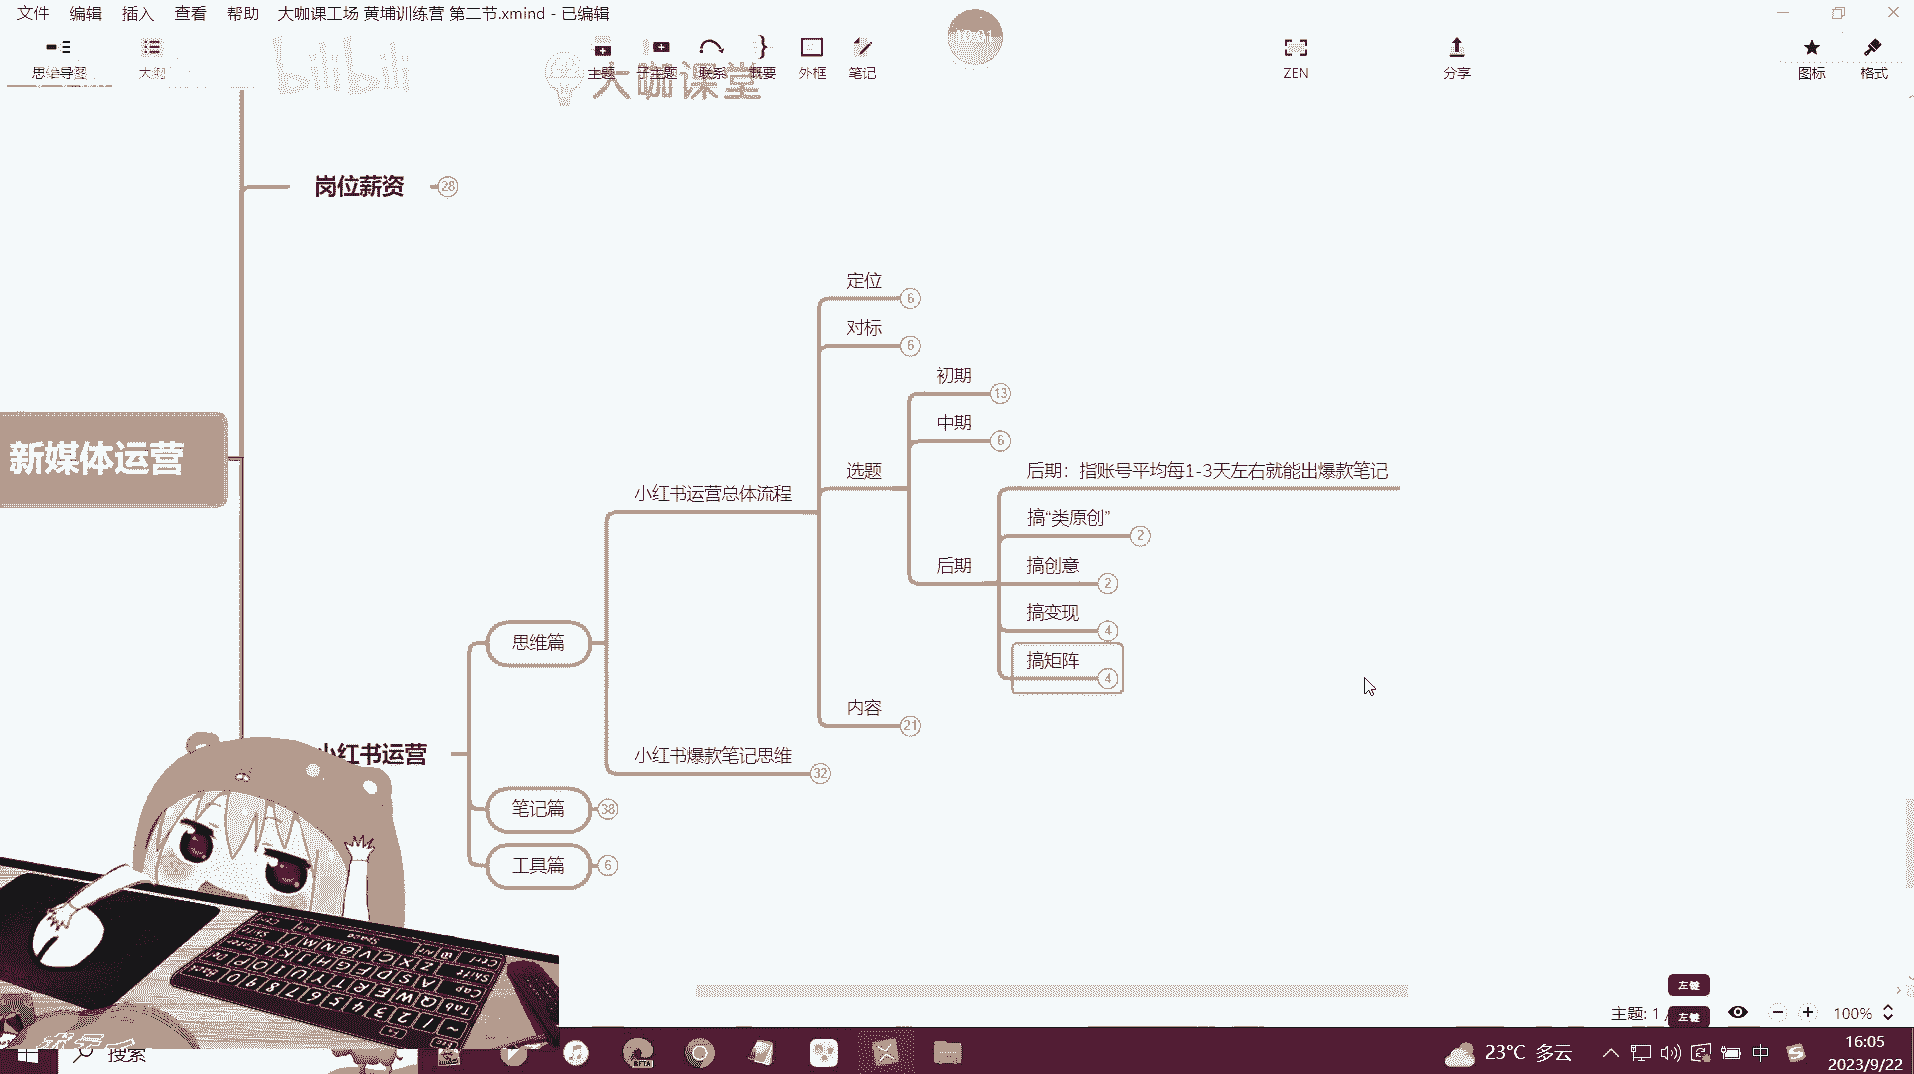 文件 编辑 插入 查看 帮助 大咖课工场 黄埔训练营 第二节.xmind - 已编辑
思维导图
大纲
bilibili
大咖课堂
主题
子主题
联系
概要
外框
笔记
10:01
ZEN
分享
图标
格式
岗位薪资 28
定位 6
对标 6
初期 13
中期 6
新媒体运营
选题
后期：指账号平均每1-3天左右就能出爆款笔记
小红书运营总体流程
搞“类原创” 2
后期
搞创意 2
搞变现 4
思维篇
搞矩阵 4
内容 21
小红书运营
小红书爆款笔记思维 32
笔记篇 38
工具篇 6
左键
主题: 1 /
左键
100%
搜索
BETA
23°C 多云
中
16:05
2023/9/22